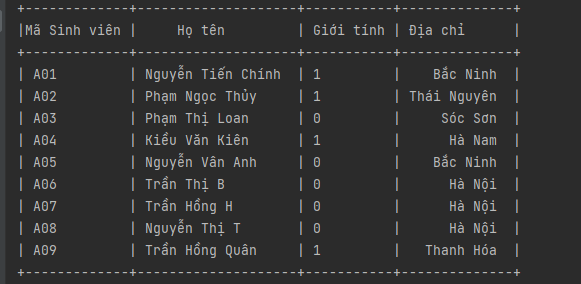 +-------------+--------------------+-----------+--------------+
|Mã Sinh viên |     Họ tên         | Giới tính | Địa chỉ      |
+-------------+--------------------+-----------+--------------+
| A01         | Nguyễn Tiến Chính  | 1         |    Bắc Ninh  |
| A02         | Phạm Ngọc Thủy     | 1         | Thái Nguyên  |
| A03         | Phạm Thị Loan      | 0         |     Sóc Sơn  |
| A04         | Kiều Văn Kiên      | 1         |      Hà Nam  |
| A05         | Nguyễn Vân Anh     | 0         |    Bắc Ninh  |
| A06         | Trần Thị B         | 0         |      Hà Nội  |
| A07         | Trần Hồng H        | 0         |      Hà Nội  |
| A08         | Nguyễn Thị T       | 0         |      Hà Nội  |
| A09         | Trần Hồng Quân     | 1         |   Thanh Hóa  |
+-------------+--------------------+-----------+--------------+